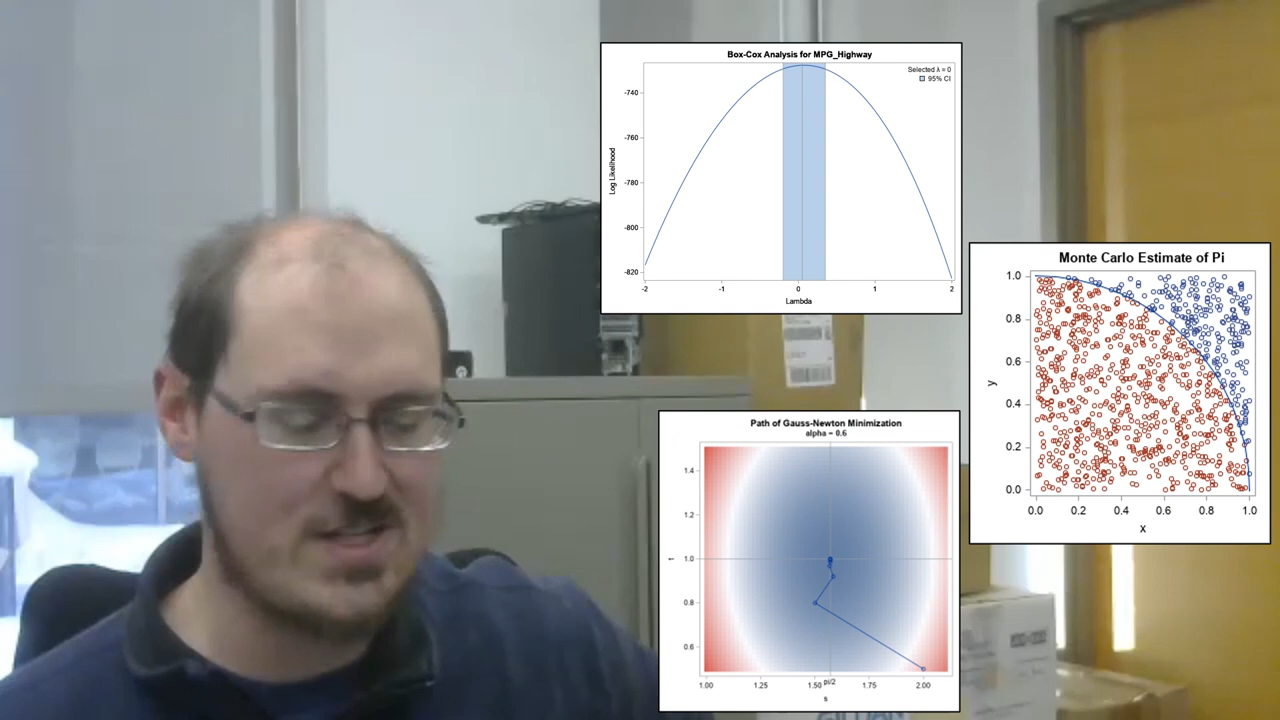 Box-Cox Analysis for MPG_Highway
Selected λ = 0
95% CI
Log Likelihood
-740
-760
-780
-800
-820
-2 -1 0 1 2
Lambda
Monte Carlo Estimate of Pi
y
1.0
0.8
0.6
0.4
0.2
0.0
0.0 0.2 0.4 0.6 0.8 1.0
x
Path of Gauss-Newton Minimization
alpha = 0.6
t
1.4
1.2
1.0
0.8
0.6
1.00 1.25 1.50 pi/2 1.75 2.00
s